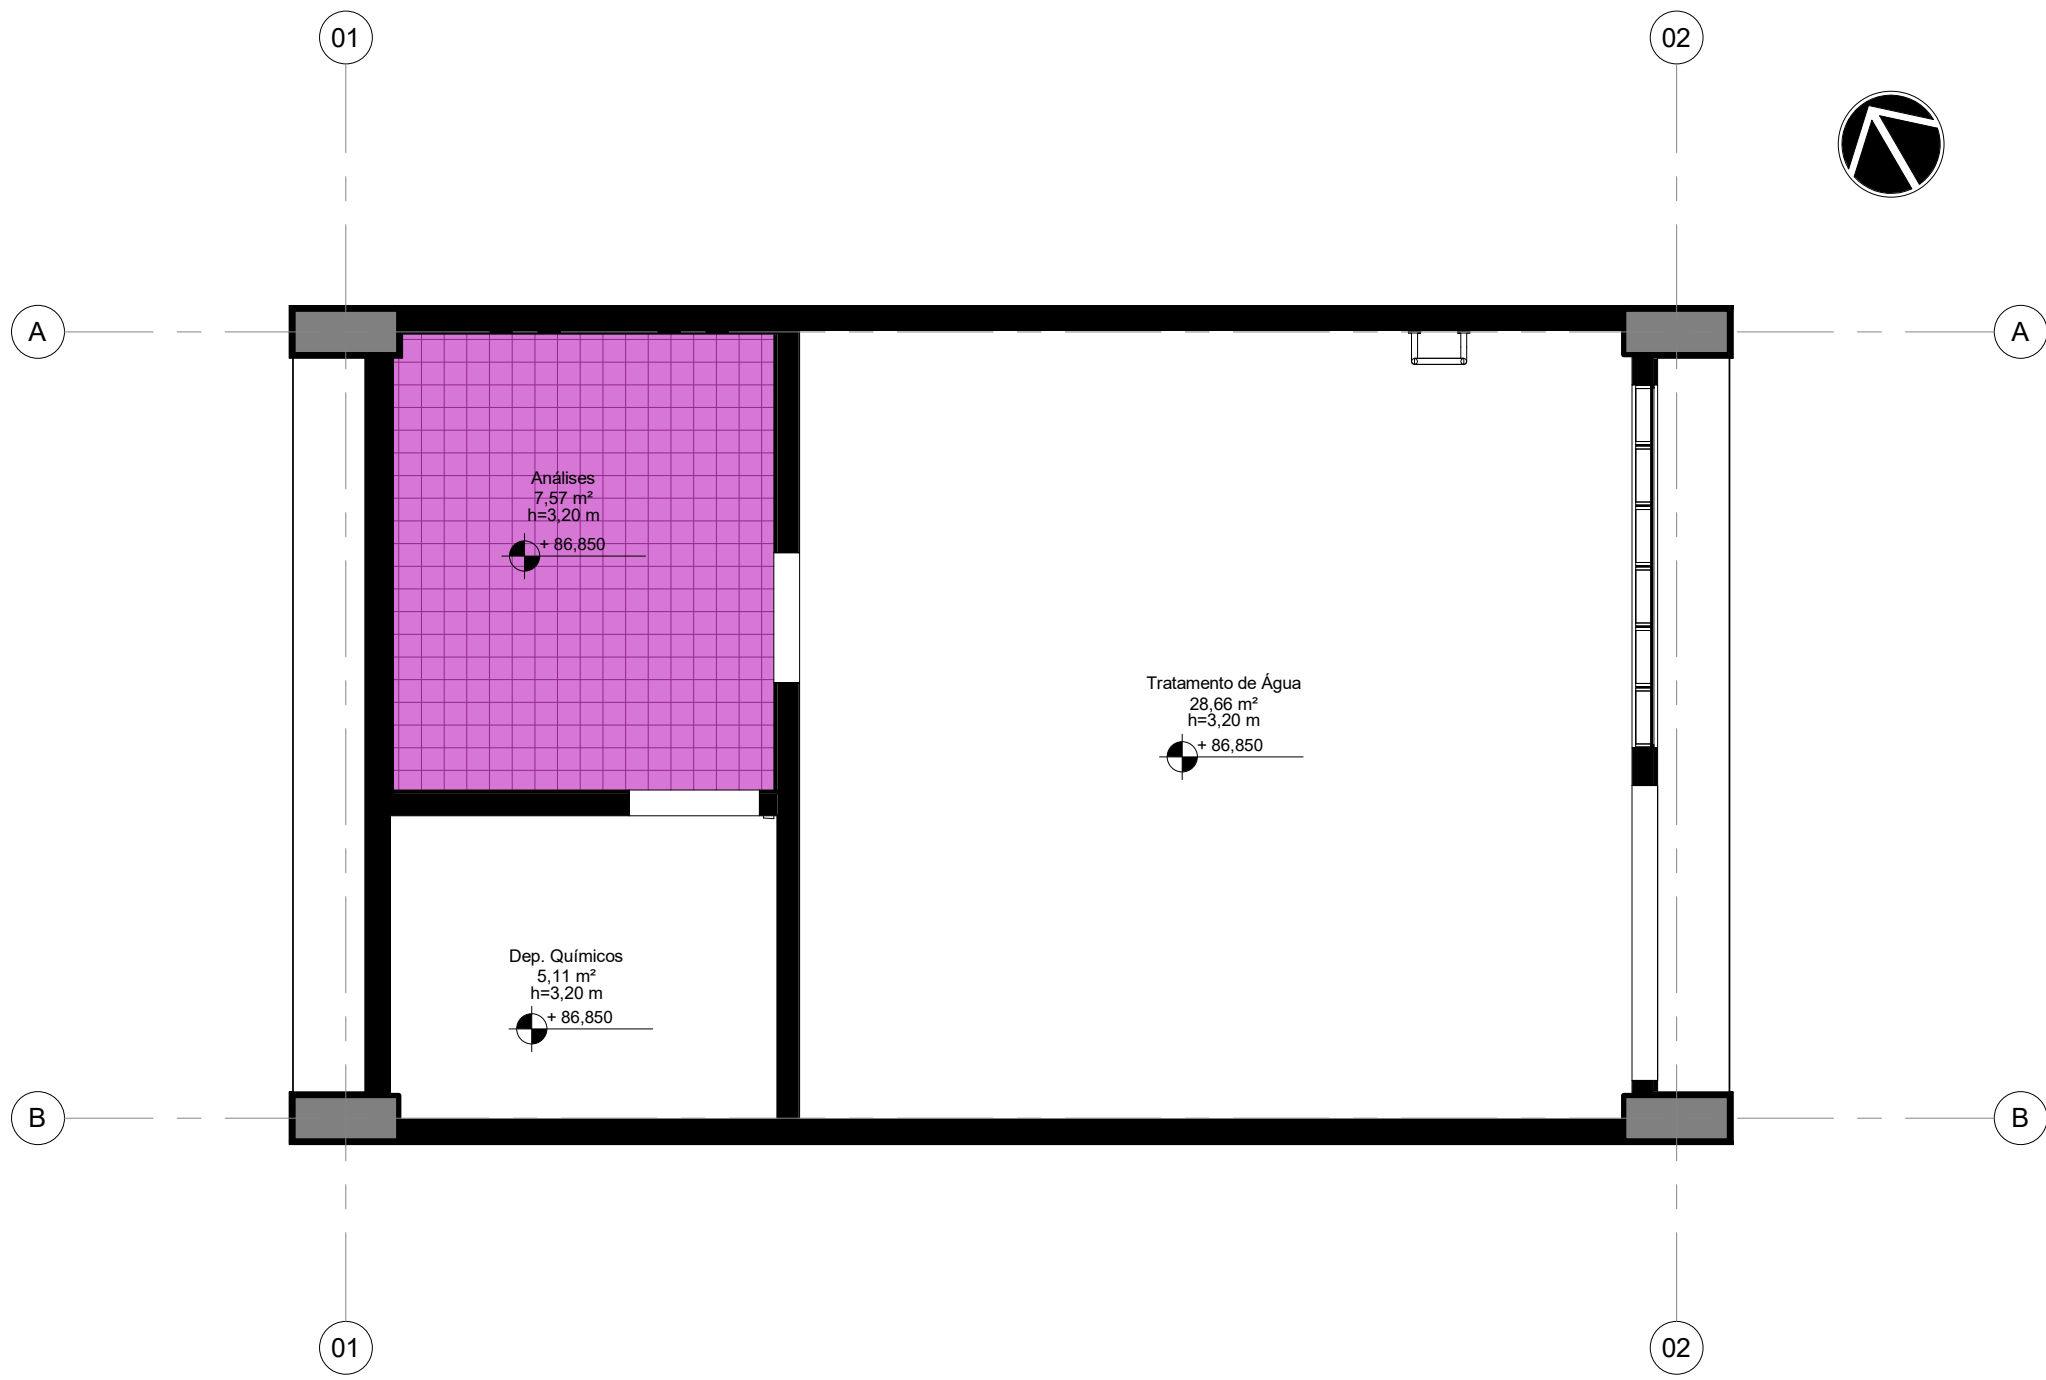 01
02
A
A
Análises
7,57 m²
h=3,20 m
+ 86,850
Tratamento de Água
28,66 m²
h=3,20 m
+ 86,850
Dep. Químicos
5,11 m²
h=3,20 m
+ 86,850
B
B
01
02